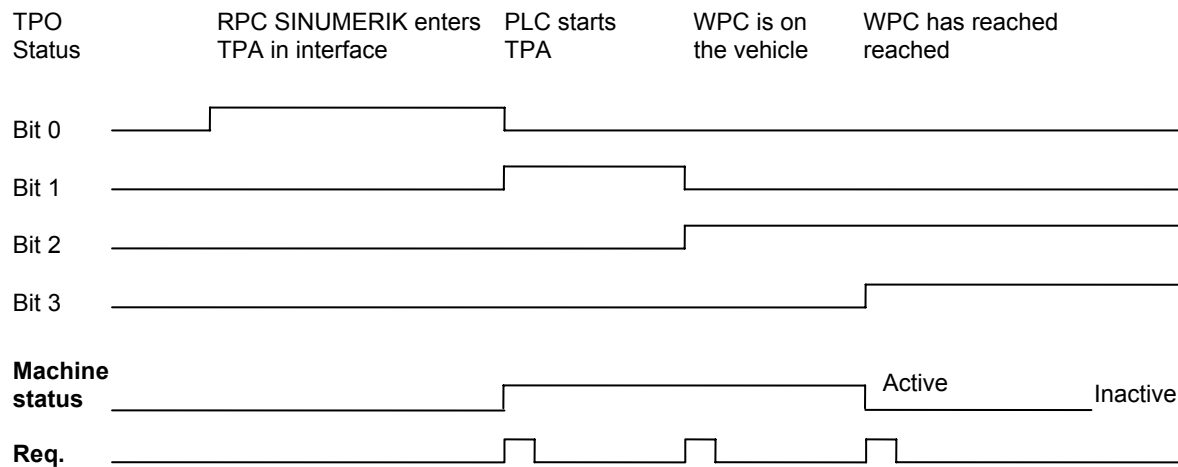 TPO
Status
RPC SINUMERIK enters
TPA in interface
PLC starts
TPA
WPC is on
the vehicle
WPC has reached
reached
Bit 0
Bit 1
Bit 2
Bit 3
Machine
status
Active
Inactive
Req.